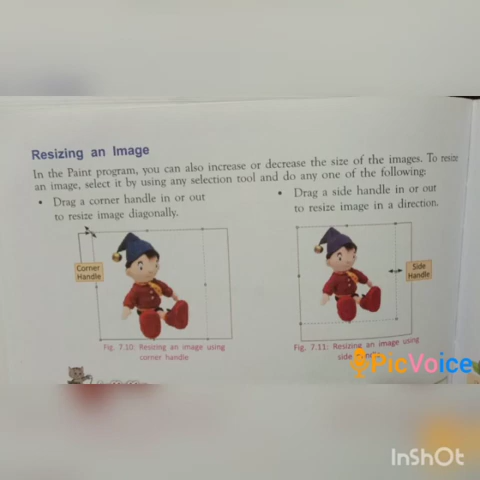 Resizing an Image
In the Paint program, you can also increase or decrease the size of the images. To resize
an image, select it by using any selection tool and do any one of the following:
• Drag a corner handle in or out
to resize image diagonally.
• Drag a side handle in or out
to resize image in a direction.
Corner
Handle
Side
Handle
Fig. 7.10: Resizing an image using
corner handle
Fig. 7.11: Resizing an image using
side
PicVoice
InShOt